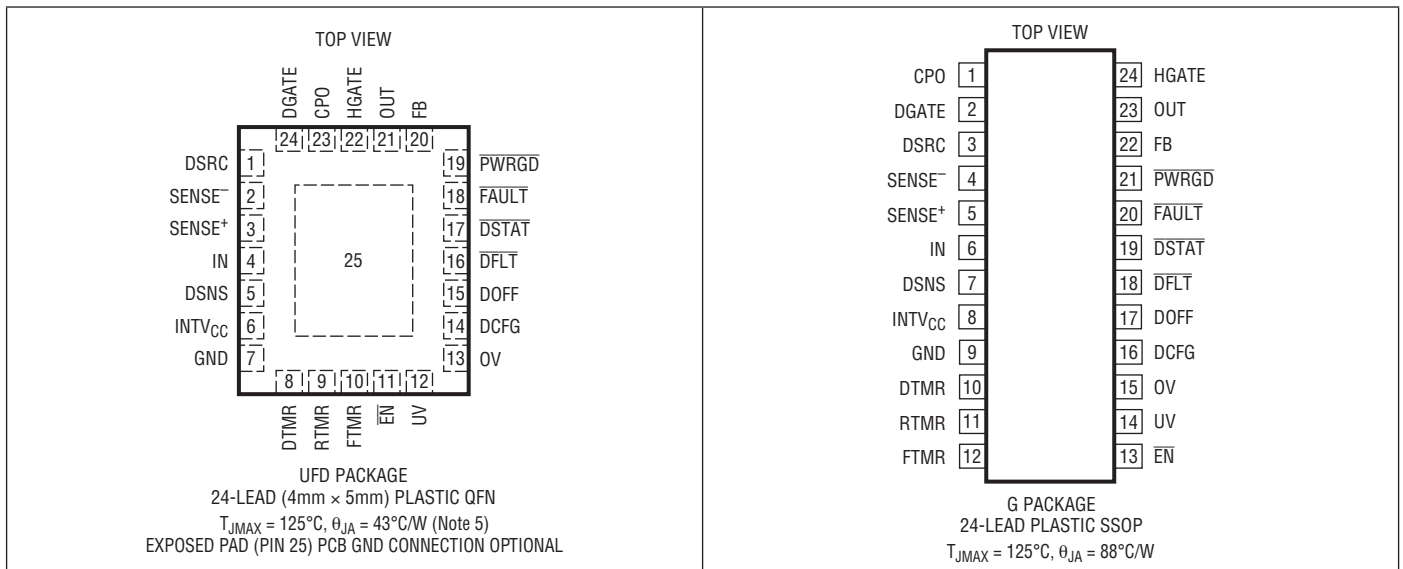 TOP VIEW
DGATE
CPO
HGATE
OUT
FB
24 23 22 21 20
DSRC 1
SENSE⁻ 2
SENSE⁺ 3
IN 4
DSNS 5
INTVCC 6
GND 7
25
19 PWRGD
18 FAULT
17 DSTAT
16 DFLT
15 DOFF
14 DCFG
13 OV
8 9 10 11 12
DTMR
RTMR
FTMR
EN
UV
UFD PACKAGE
24-LEAD (4mm × 5mm) PLASTIC QFN
TJMAX = 125°C, θJA = 43°C/W (Note 5)
EXPOSED PAD (PIN 25) PCB GND CONNECTION OPTIONAL
TOP VIEW
CPO 1
DGATE 2
DSRC 3
SENSE⁻ 4
SENSE⁺ 5
IN 6
DSNS 7
INTVCC 8
GND 9
DTMR 10
RTMR 11
FTMR 12
24 HGATE
23 OUT
22 FB
21 PWRGD
20 FAULT
19 DSTAT
18 DFLT
17 DOFF
16 DCFG
15 OV
14 UV
13 EN
G PACKAGE
24-LEAD PLASTIC SSOP
TJMAX = 125°C, θJA = 88°C/W